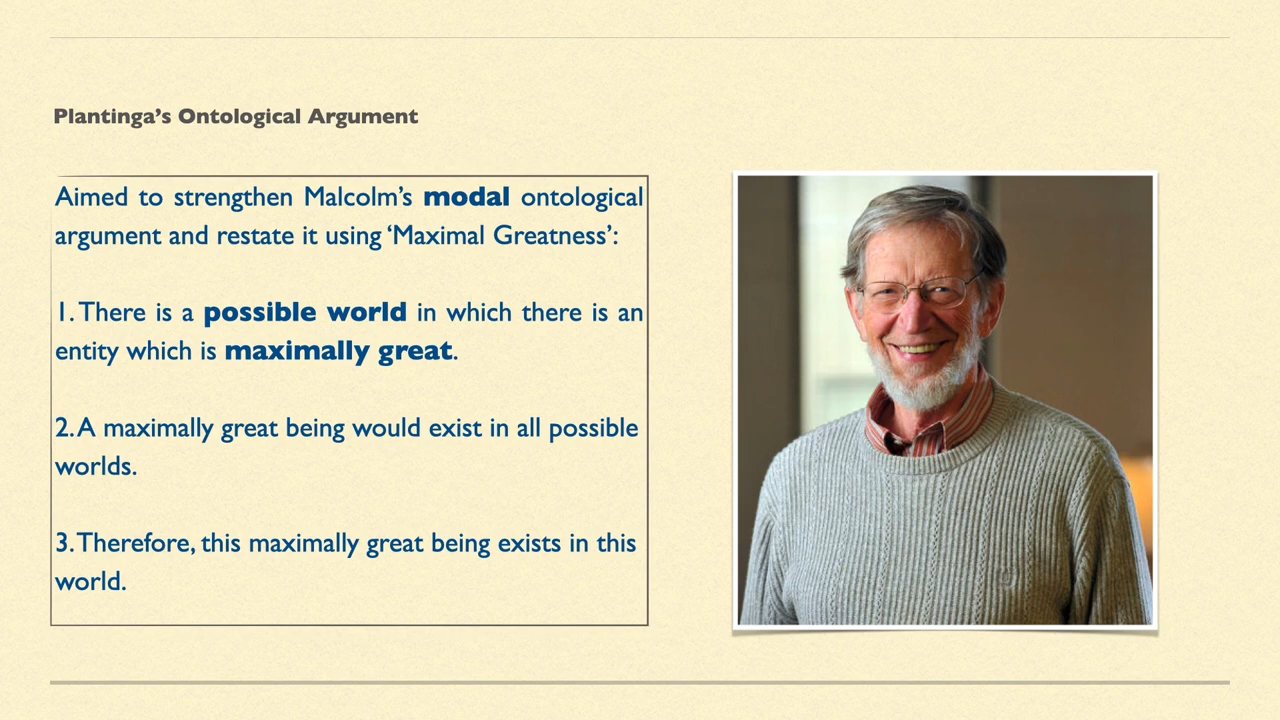 Plantinga’s Ontological Argument
Aimed to strengthen Malcolm’s modal ontological
argument and restate it using ‘Maximal Greatness’:
1. There is a possible world in which there is an
entity which is maximally great.
2. A maximally great being would exist in all possible
worlds.
3. Therefore, this maximally great being exists in this
world.